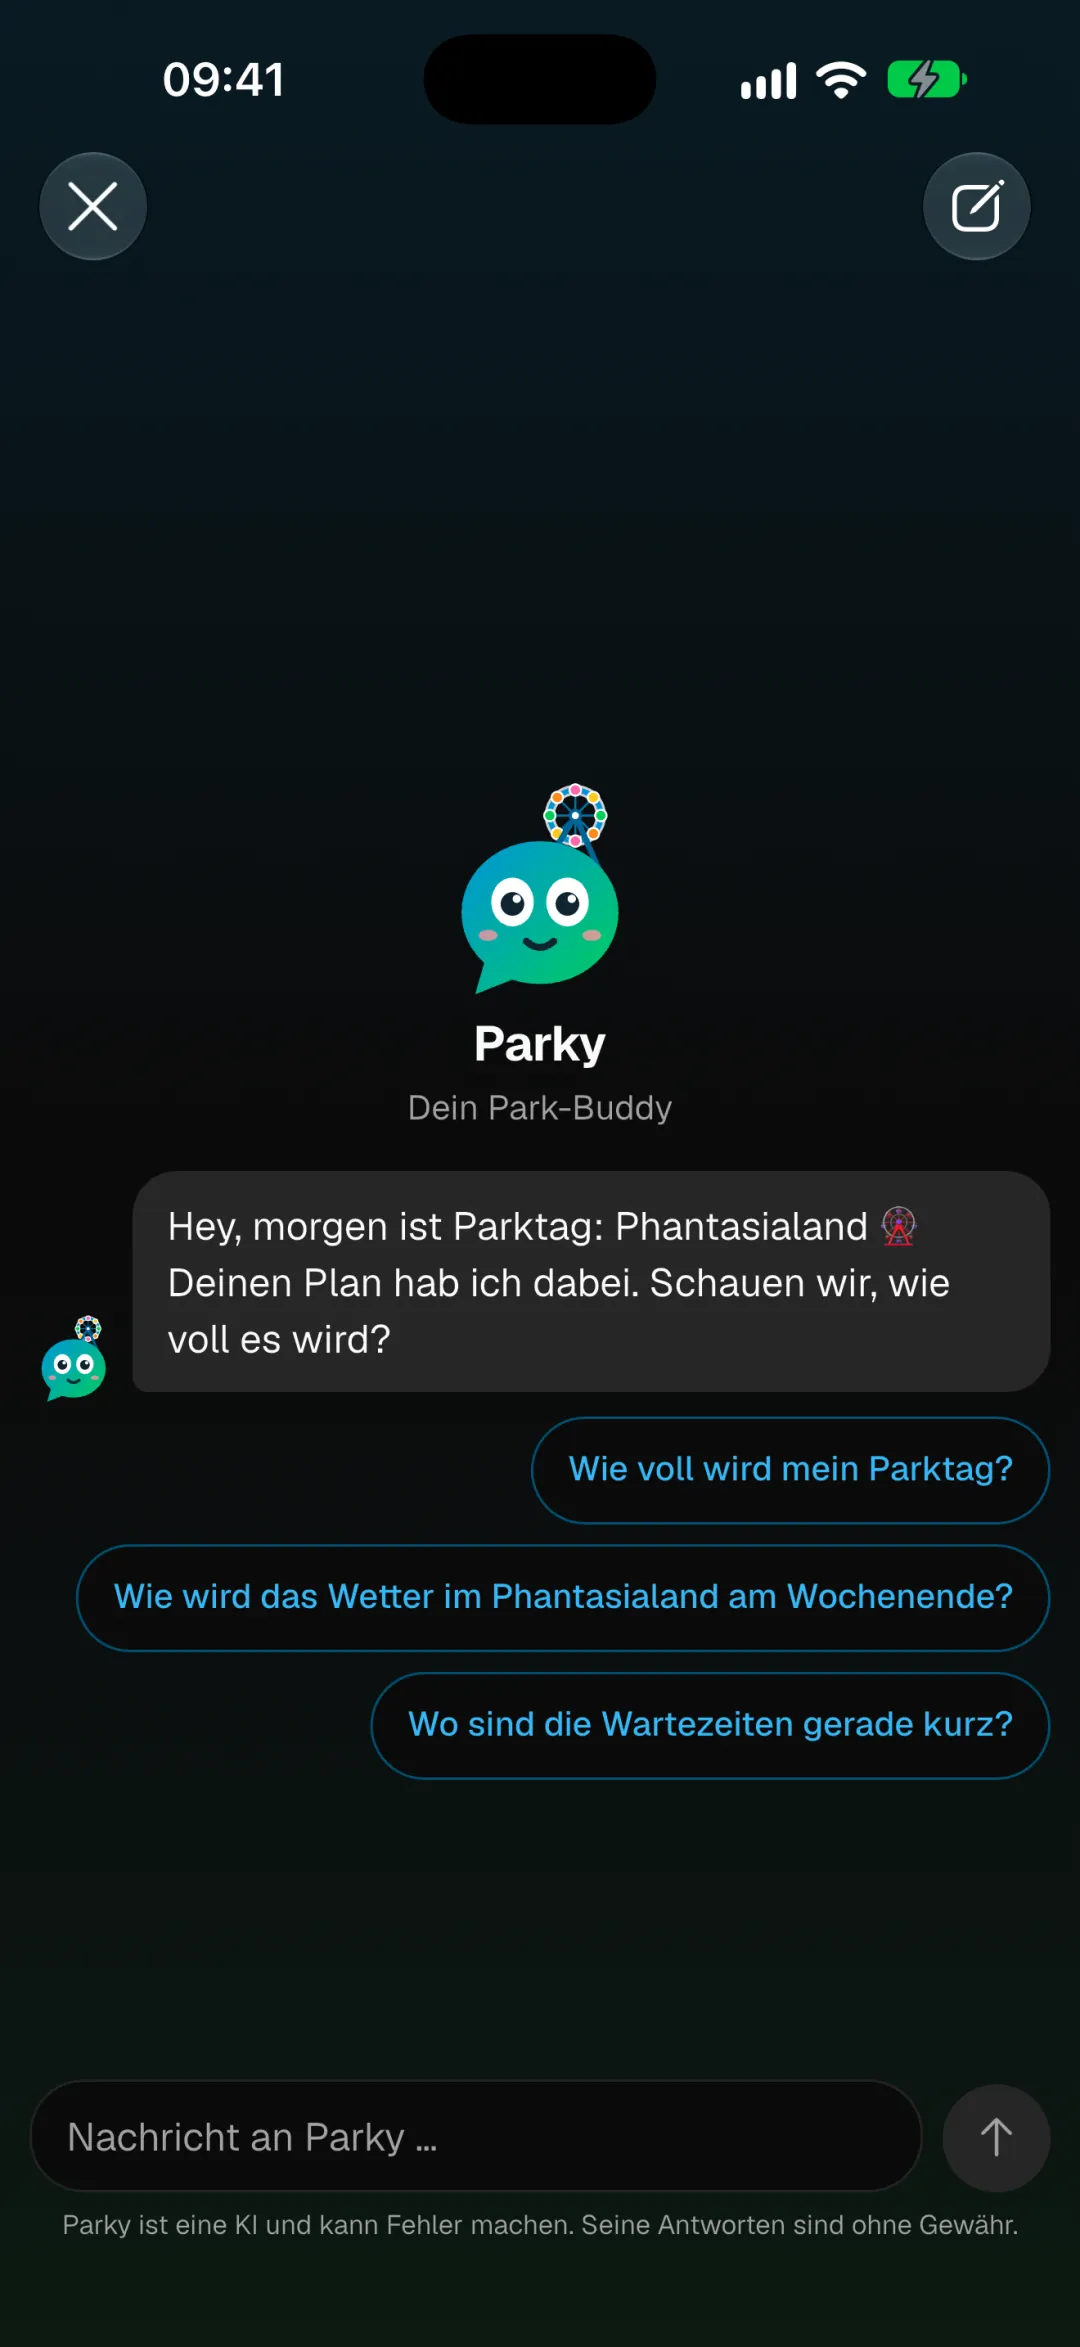 09:41
Parky
Dein Park-Buddy
Hey, morgen ist Parktag: Phantasialand 🎡
Deinen Plan hab ich dabei. Schauen wir, wie
voll es wird?
Wie voll wird mein Parktag?
Wie wird das Wetter im Phantasialand am Wochenende?
Wo sind die Wartezeiten gerade kurz?
Nachricht an Parky ...
Parky ist eine KI und kann Fehler machen. Seine Antworten sind ohne Gewähr.